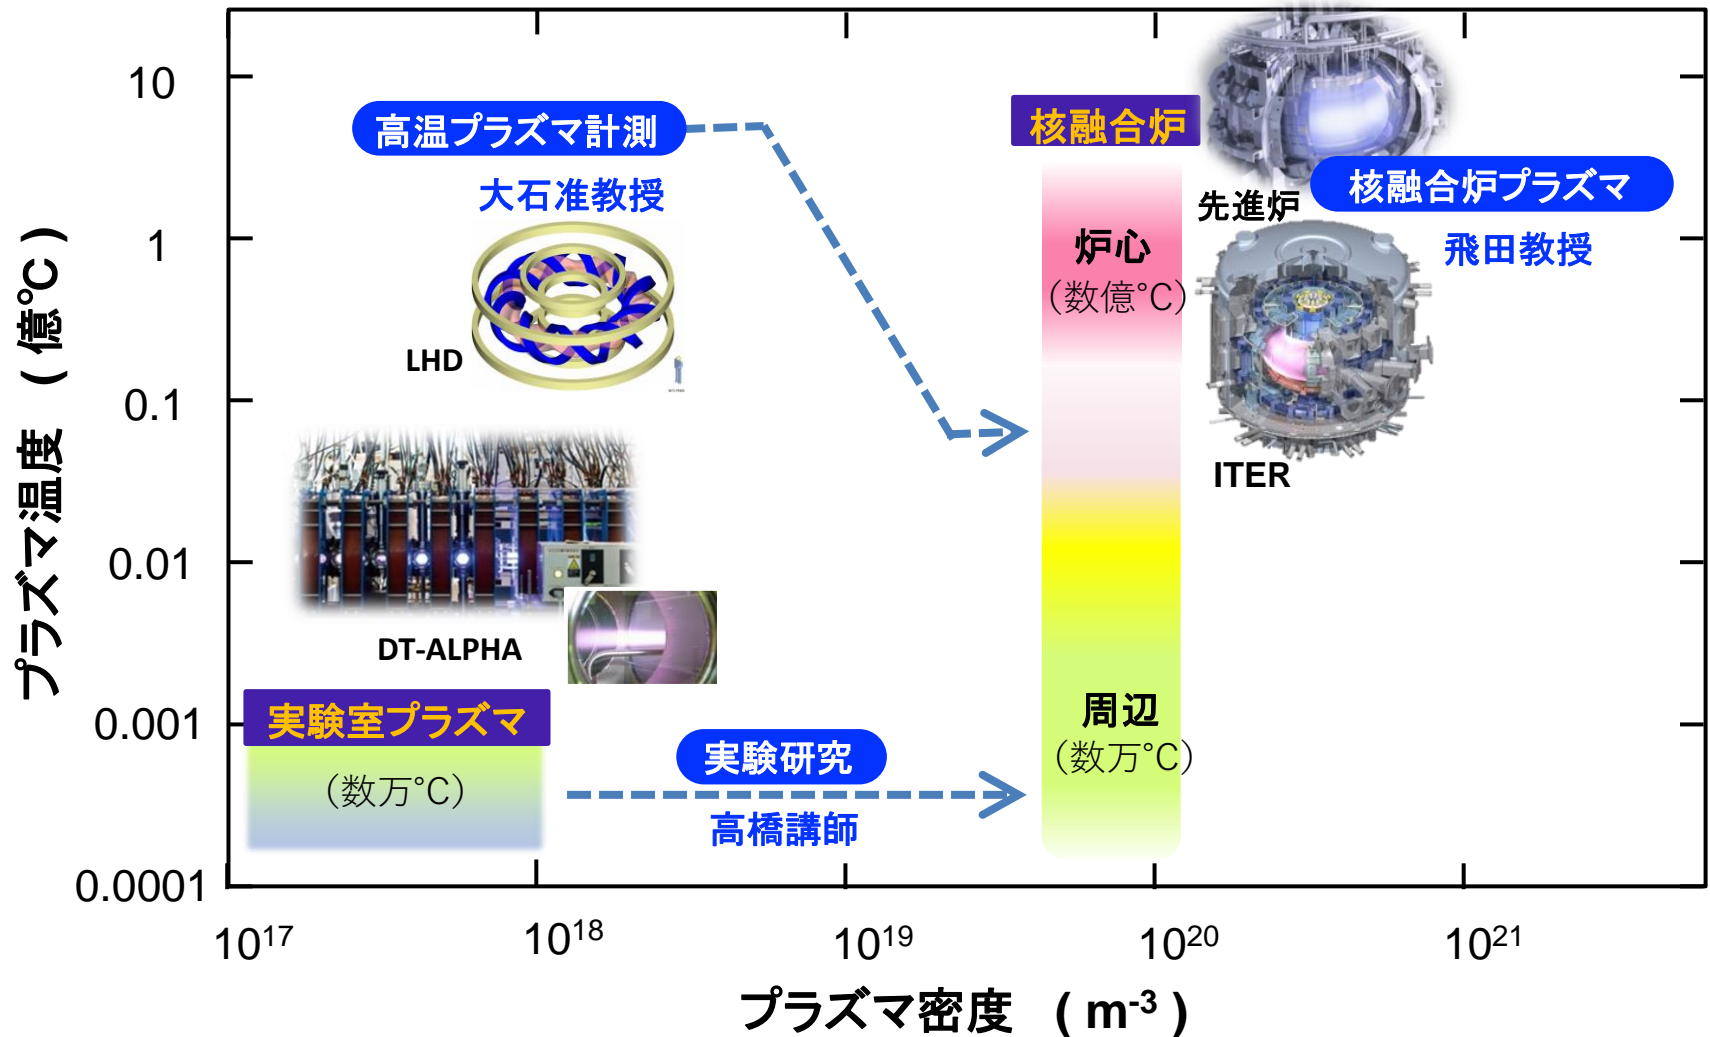 10
1
0.1
0.01
0.001
0.0001
プラズマ温度 (億℃)
高温プラズマ計測
大石准教授
LHD
DT-ALPHA
実験室プラズマ
(数万°C)
実験研究
高橋講師
核融合炉
炉心
(数億°C)
周辺
(数万°C)
先進炉
核融合炉プラズマ
飛田教授
ITER
10¹⁷
10¹⁸
10¹⁹
10²⁰
10²¹
プラズマ密度 ( m⁻³ )